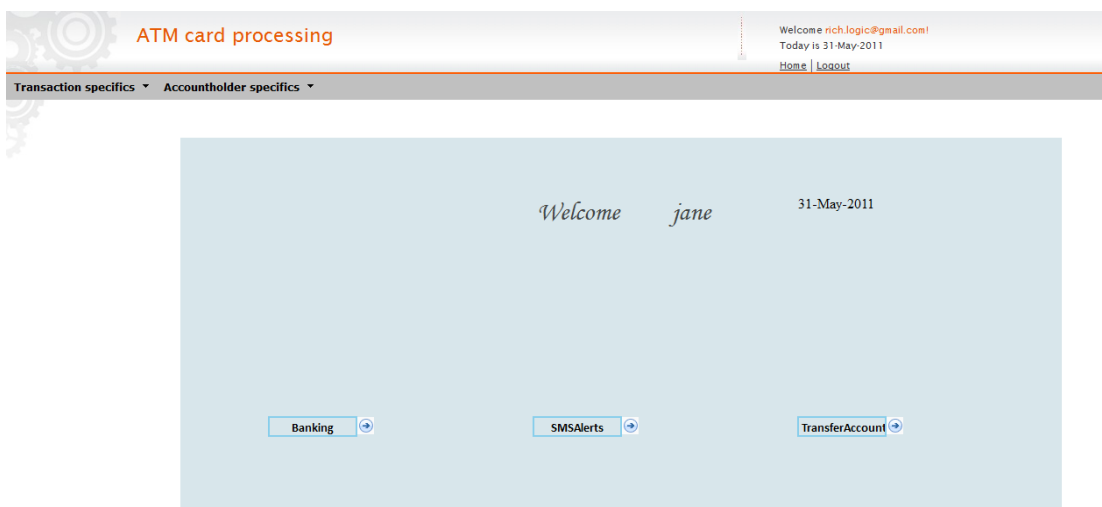 ATM card processing
Welcome rich.logic@gmail.com!
Today is 31-May-2011
Home | Logout
Transaction specifics Accountholder specifics
Welcome jane 31-May-2011
Banking SMSAlerts TransferAccount